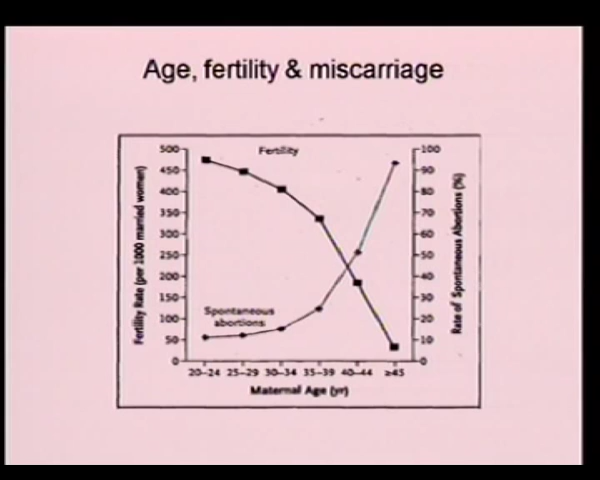 Age, fertility & miscarriage
Fertility
Spontaneous
abortions
Fertility Rate (per 1000 married women)
500
450
400
350
300
250
200
150
100
50
0
100
90
80
70
60
50
40
30
20
10
0
Rate of Spontaneous Abortions (%)
20–24 25–29 30–34 35–39 40–44 ≥45
Maternal Age (yr)